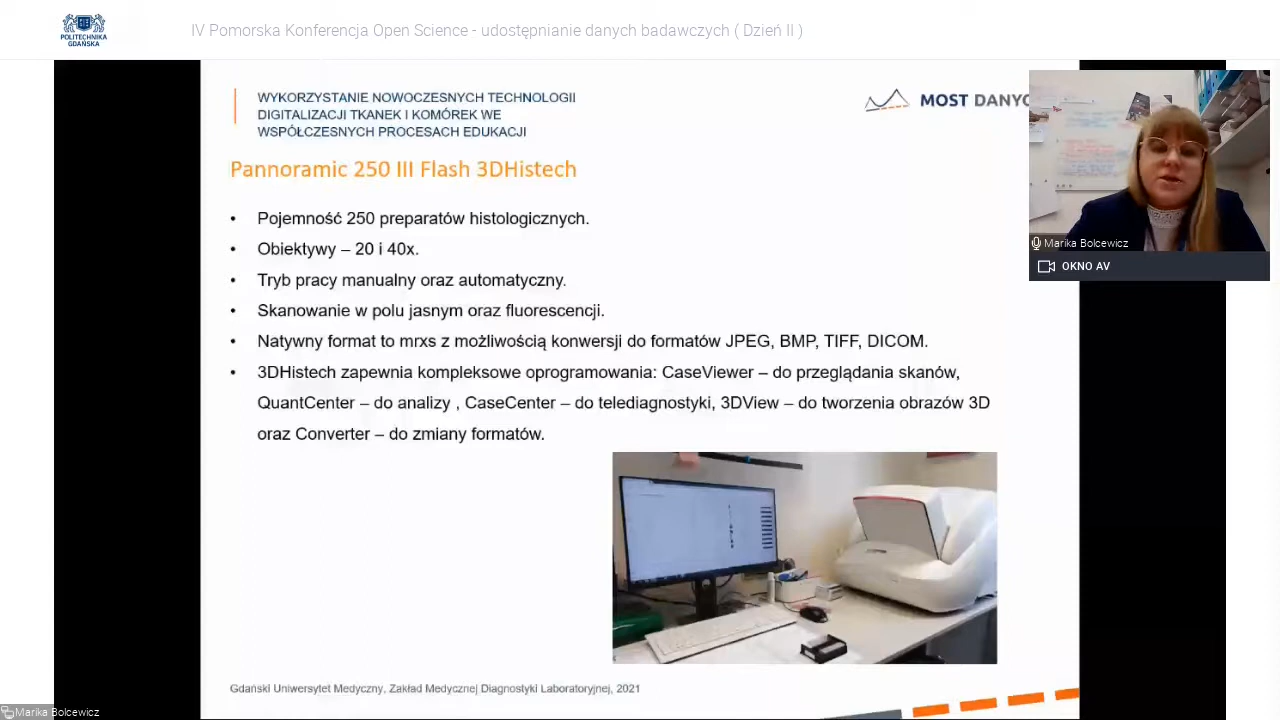 POLITECHNIKA
GDAŃSKA
IV Pomorska Konferencja Open Science - udostępnianie danych badawczych ( Dzień II )
WYKORZYSTANIE NOWOCZESNYCH TECHNOLOGII
DIGITALIZACJI TKANEK I KOMÓREK WE
WSPÓŁCZESNYCH PROCESACH EDUKACJI
MOST DANYC
Pannoramic 250 III Flash 3DHistech
• Pojemność 250 preparatów histologicznych.
• Obiektywy – 20 i 40x.
• Tryb pracy manualny oraz automatyczny.
• Skanowanie w polu jasnym oraz fluorescencji.
• Natywny format to mrxs z możliwością konwersji do formatów JPEG, BMP, TIFF, DICOM.
• 3DHistech zapewnia kompleksowe oprogramowania: CaseViewer – do przeglądania skanów,
QuantCenter – do analizy , CaseCenter – do telediagnostyki, 3DView – do tworzenia obrazów 3D
oraz Converter – do zmiany formatów.
Marika Bolcewicz
OKNO AV
Gdański Uniwersytet Medyczny, Zakład Medycznej Diagnostyki Laboratoryjnej, 2021
Marika Bolcewicz